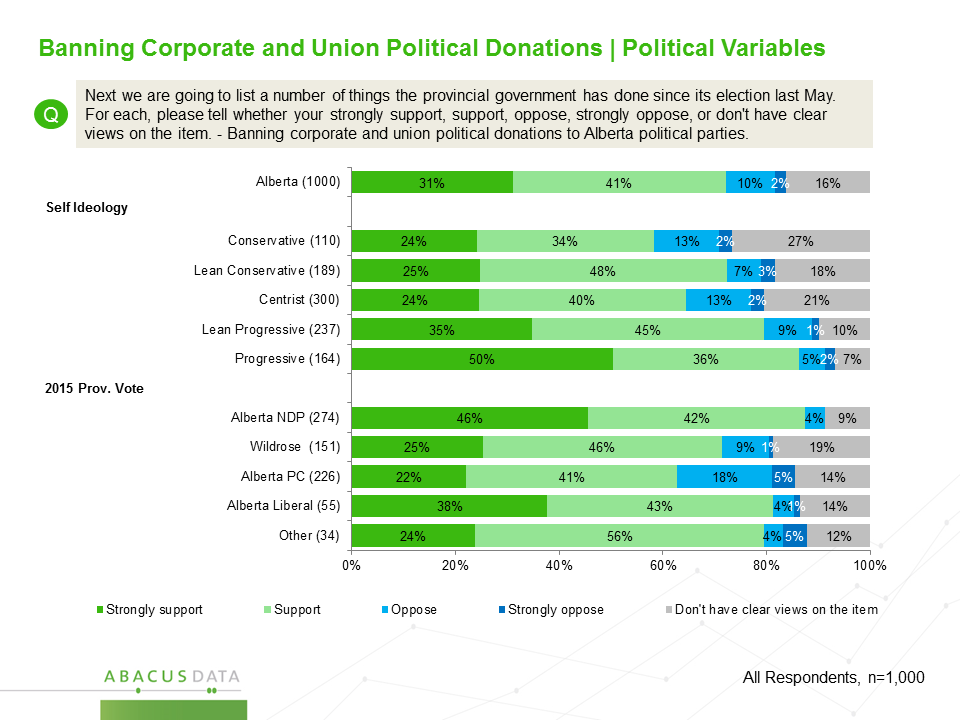 Banning Corporate and Union Political Donations | Political Variables
Q
Next we are going to list a number of things the provincial government has done since its election last May.
For each, please tell whether your strongly support, support, oppose, strongly oppose, or don't have clear
views on the item. - Banning corporate and union political donations to Alberta political parties.
Alberta (1000) 31% 41% 10% 2% 16%
Self Ideology
Conservative (110) 24% 34% 13% 2% 27%
Lean Conservative (189) 25% 48% 7% 3% 18%
Centrist (300) 24% 40% 13% 2% 21%
Lean Progressive (237) 35% 45% 9% 1% 10%
Progressive (164) 50% 36% 5% 2% 7%
2015 Prov. Vote
Alberta NDP (274) 46% 42% 4% 9%
Wildrose (151) 25% 46% 9% 1% 19%
Alberta PC (226) 22% 41% 18% 5% 14%
Alberta Liberal (55) 38% 43% 4% 1% 14%
Other (34) 24% 56% 4% 5% 12%
0% 20% 40% 60% 80% 100%
Strongly support Support Oppose Strongly oppose Don't have clear views on the item
ABACUS DATA
All Respondents, n=1,000